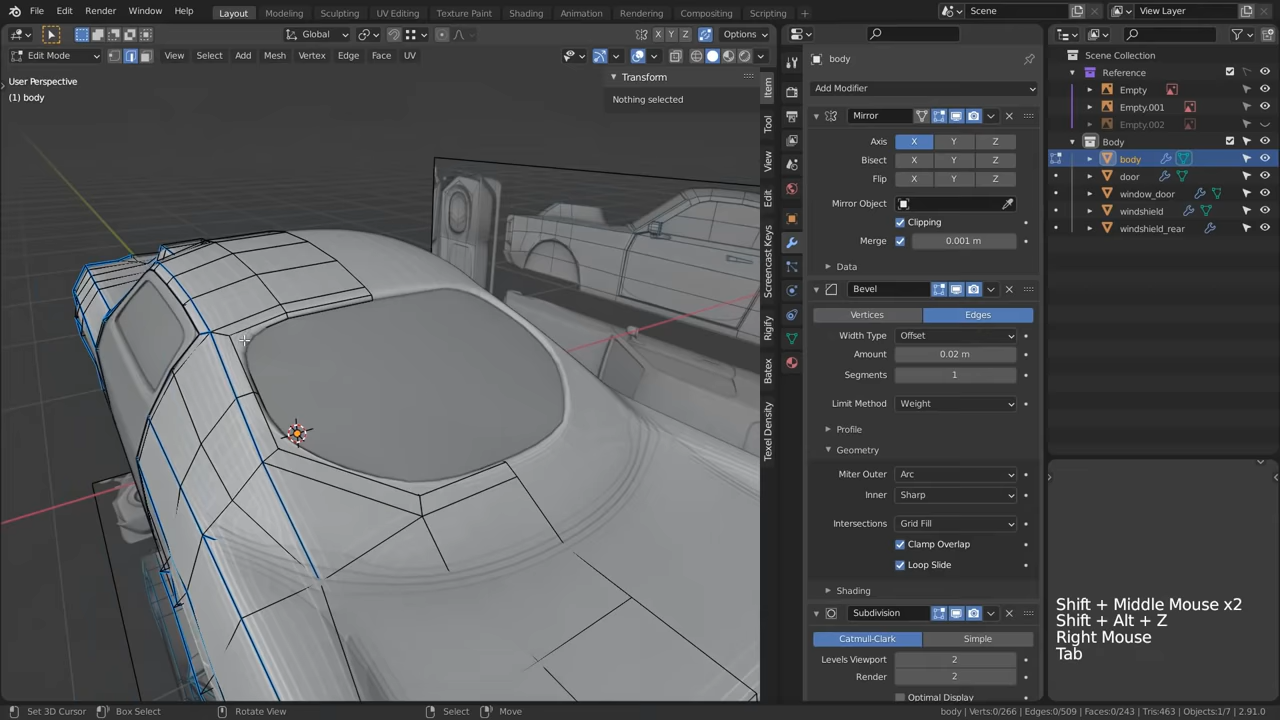 File Edit Render Window Help
Layout Modeling Sculpting UV Editing Texture Paint Shading Animation Rendering Compositing Scripting +
Scene
View Layer
Global
X Y Z
Options
Edit Mode
View Select Add Mesh Vertex Edge Face UV
User Perspective
(1) body
Transform
Nothing selected
Item
Tool
View
Edit
Screencast Keys
Rigify
Batex
Texel Density
body
Add Modifier
Mirror
Axis X Y Z
Bisect X Y Z
Flip X Y Z
Mirror Object
Clipping
Merge 0.001 m
Data
Bevel
Vertices Edges
Width Type Offset
Amount 0.02 m
Segments 1
Limit Method Weight
Profile
Geometry
Miter Outer Arc
Inner Sharp
Intersections Grid Fill
Clamp Overlap
Loop Slide
Shading
Subdivision
Catmull-Clark Simple
Levels Viewport 2
Render 2
Optimal Display
Scene Collection
Reference
Empty
Empty.001
Empty.002
Body
body
door
window_door
windshield
windshield_rear
Shift + Middle Mouse x2
Shift + Alt + Z
Right Mouse
Tab
Set 3D Cursor Box Select Rotate View Select Move
body | Verts:0/266 | Edges:0/509 | Faces:0/243 | Tris:463 | Objects:1/7 | 2.91.0